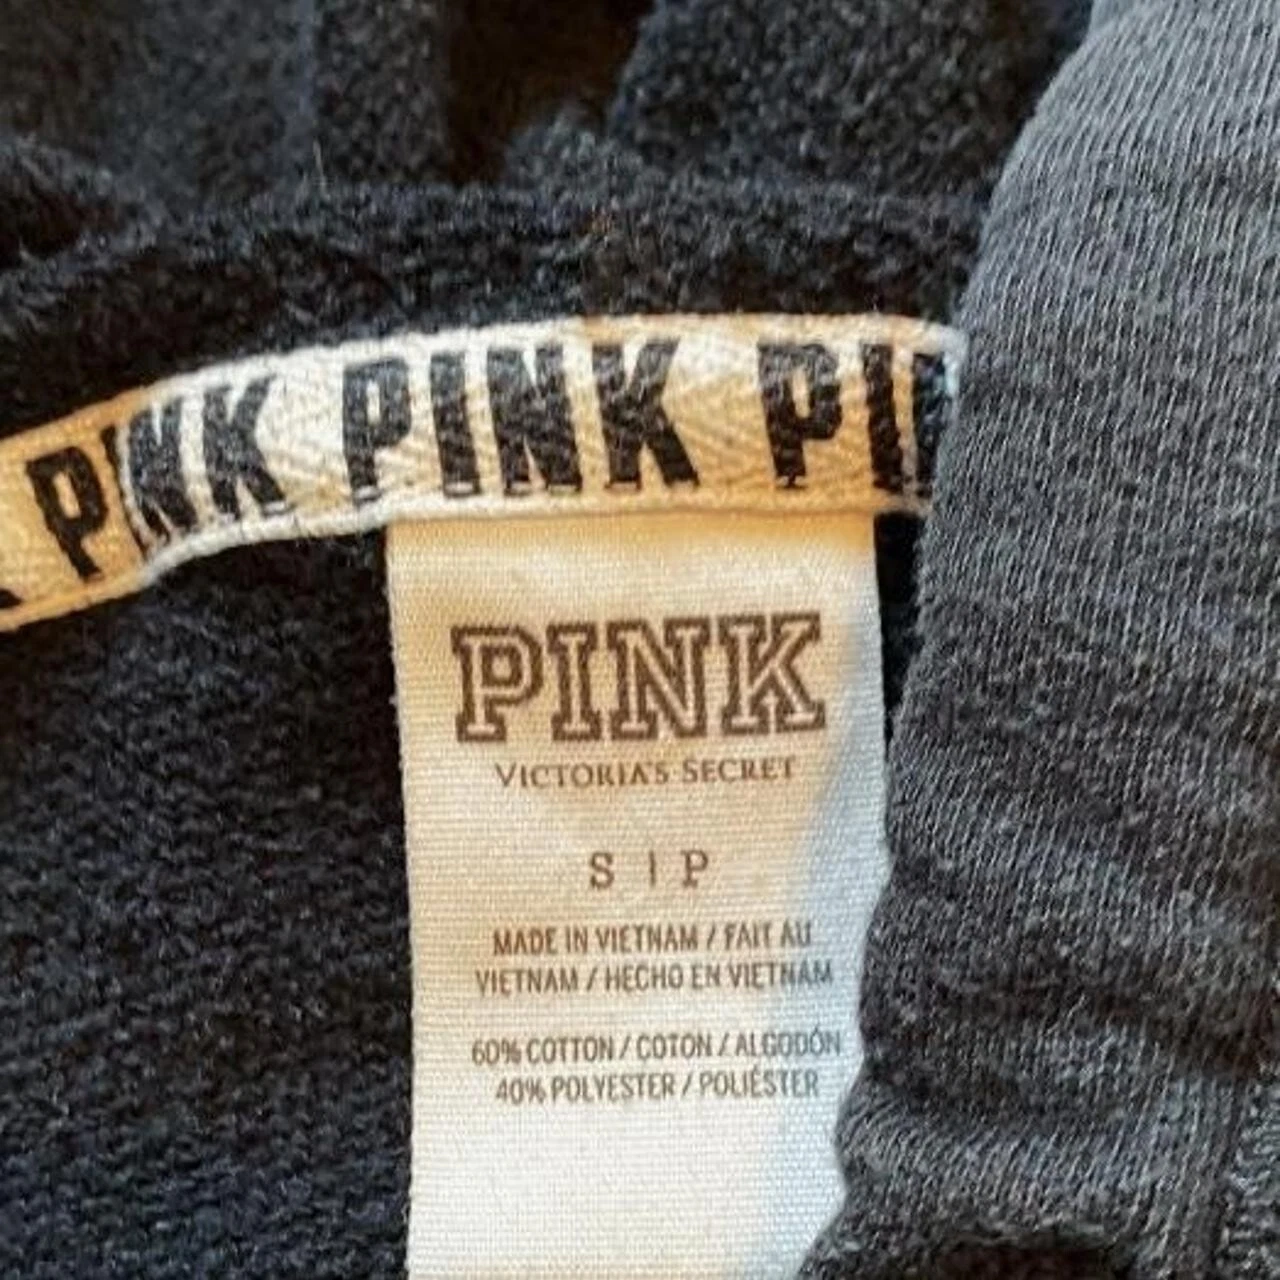 PINK PINK PIN
PINK
VICTORIA'S SECRET
S | P
MADE IN VIETNAM / FAIT AU
VIETNAM / HECHO EN VIETNAM
60% COTTON / COTON / ALGODÓN
40% POLYESTER / POLIÉSTER